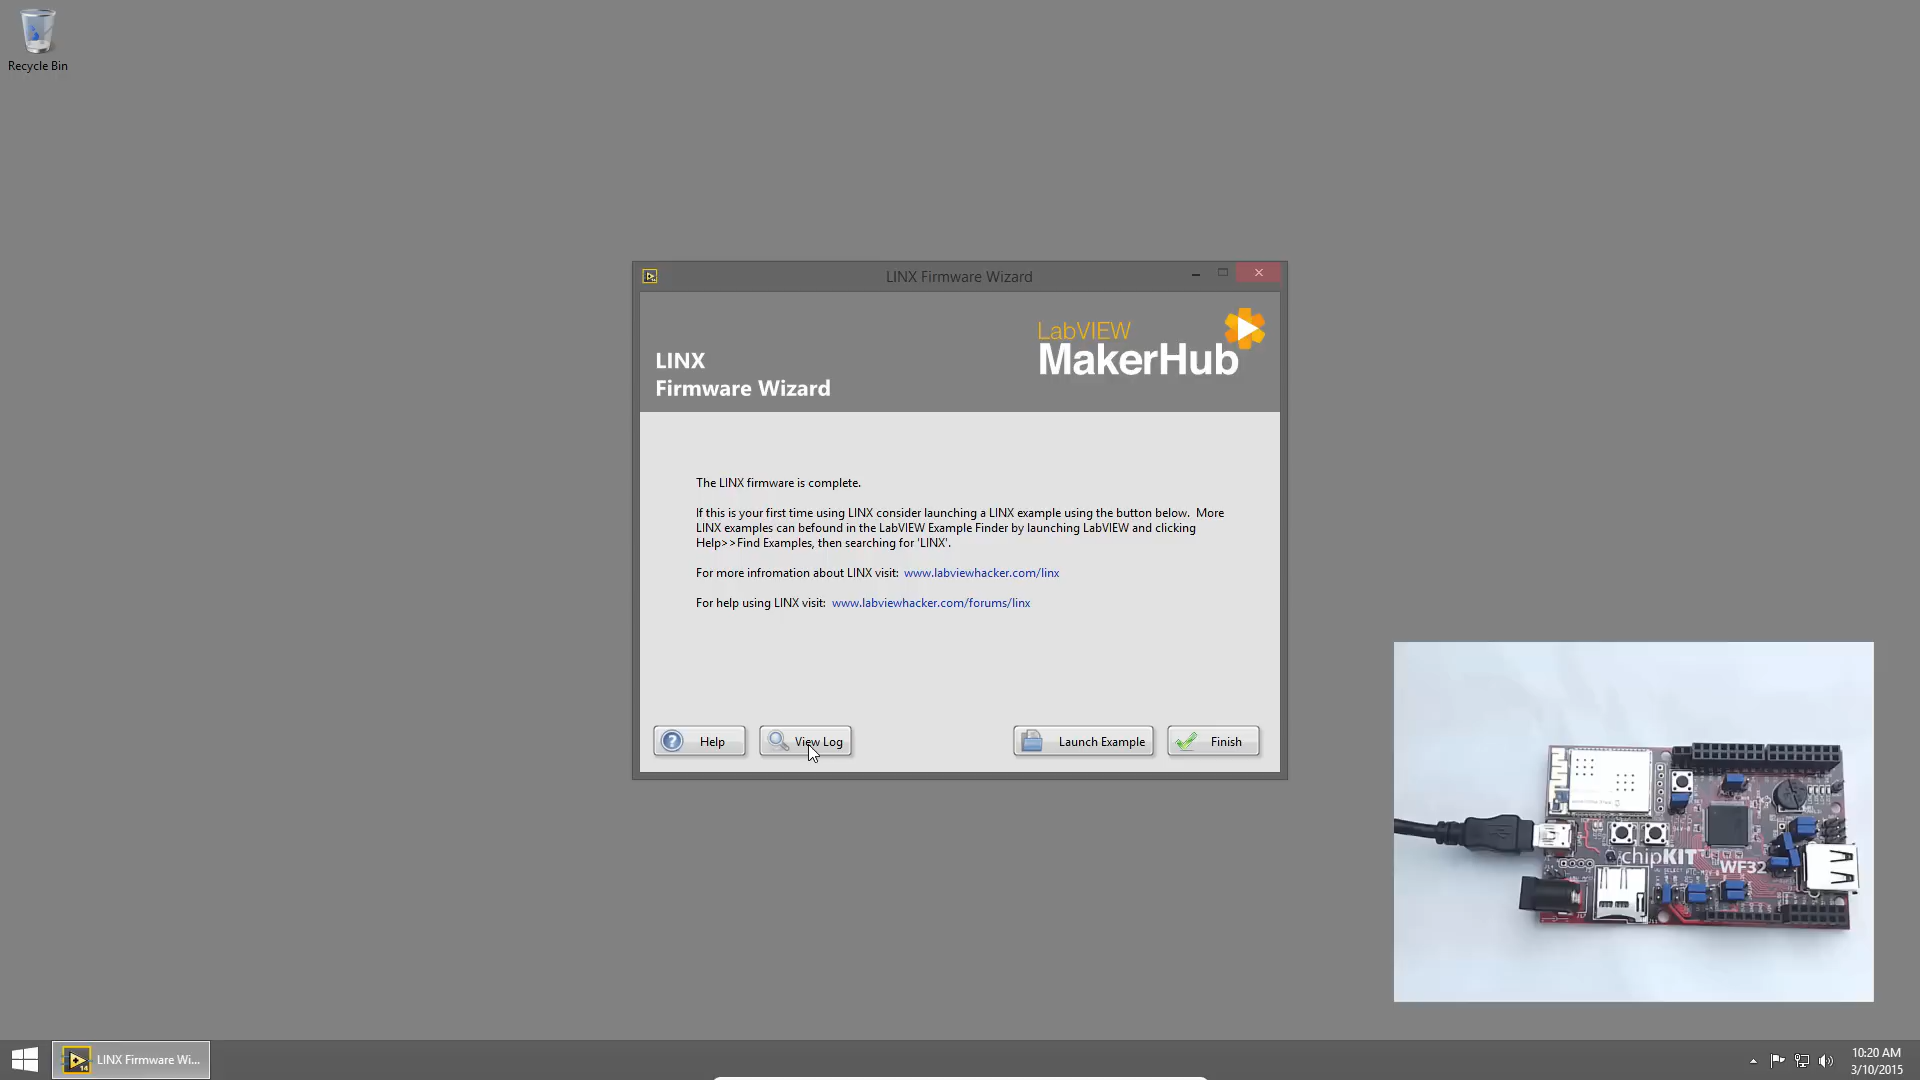 Recycle Bin
LINX Firmware Wizard
LabVIEW
MakerHub
LINX
Firmware Wizard
The LINX firmware is complete.
If this is your first time using LINX consider launching a LINX example using the button below. More
LINX examples can befound in the LabVIEW Example Finder by launching LabVIEW and clicking
Help>>Find Examples, then searching for 'LINX'.
For more infromation about LINX visit: www.labviewhacker.com/linx
For help using LINX visit: www.labviewhacker.com/forums/linx
Help
View Log
Launch Example
Finish
chipKIT
WF32
LINX Firmware Wi...
10:20 AM
3/10/2015